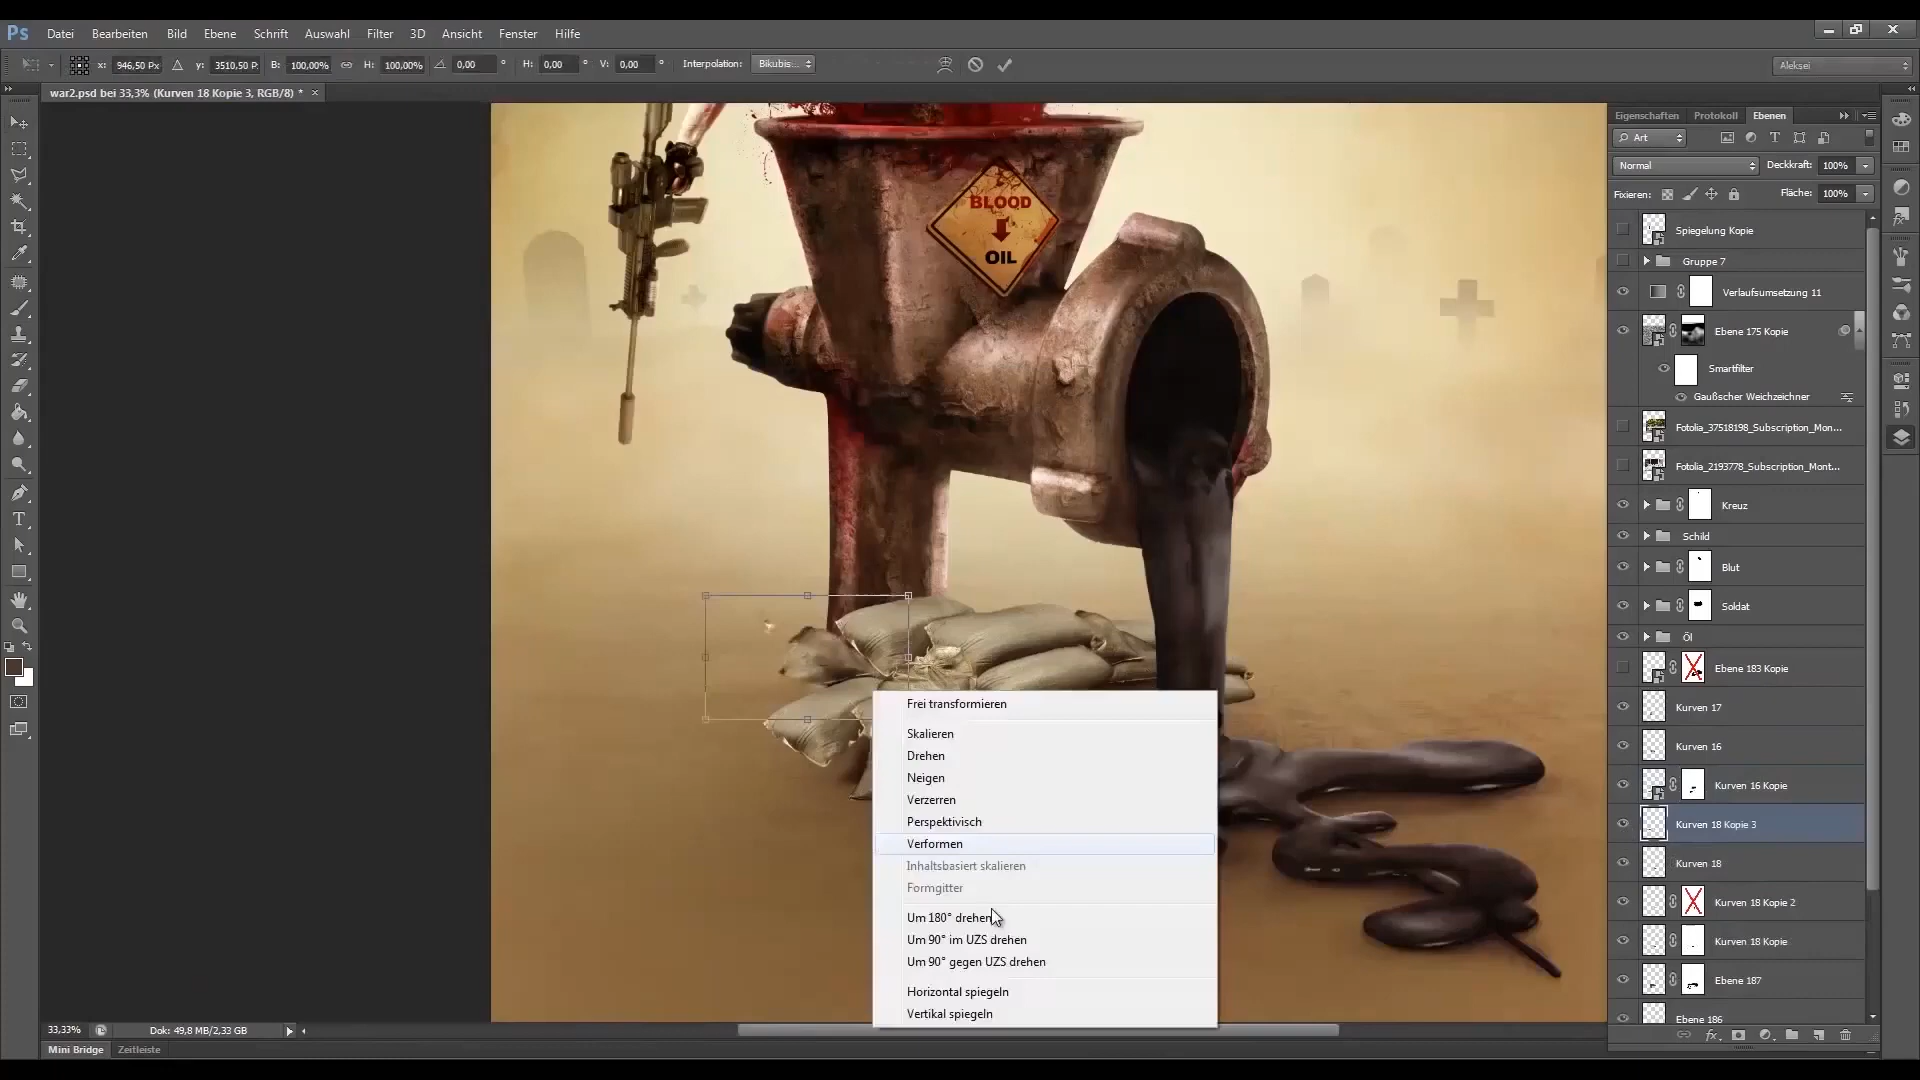 Ps Datei Bearbeiten Bild Ebene Schrift Auswahl Filter 3D Ansicht Fenster Hilfe
x: 946,50 Px y: 3510,50 P B: 100,00% H: 100,00% 0,00 ° H: 0,00 ° V: 0,00 ° Interpolation: Bikubis... Aleksei
war2.psd bei 33,3% (Kurven 18 Kopie 3, RGB/8) * ×
Eigenschaften Protokoll Ebenen
Art
Normal Deckkraft: 100%
Fixieren: Fläche: 100%
Spiegelung Kopie
Gruppe 7
Verlaufsumsetzung 11
Ebene 175 Kopie
Smartfilter
Gaußscher Weichzeichner
Fotolia_37518198_Subscription_Mon...
Fotolia_2193778_Subscription_Mont...
Kreuz
Schild
Blut
Soldat
Öl
Ebene 183 Kopie
Kurven 17
Kurven 16
Kurven 16 Kopie
Kurven 18 Kopie 3
Kurven 18
Kurven 18 Kopie 2
Kurven 18 Kopie
Ebene 187
Ebene 186
BLOOD
OIL
Frei transformieren
Skalieren
Drehen
Neigen
Verzerren
Perspektivisch
Verformen
Inhaltsbasiert skalieren
Formgitter
Um 180° drehen
Um 90° im UZS drehen
Um 90° gegen UZS drehen
Horizontal spiegeln
Vertikal spiegeln
33,33% Dok: 49,8 MB/2,33 GB
Mini Bridge Zeitleiste